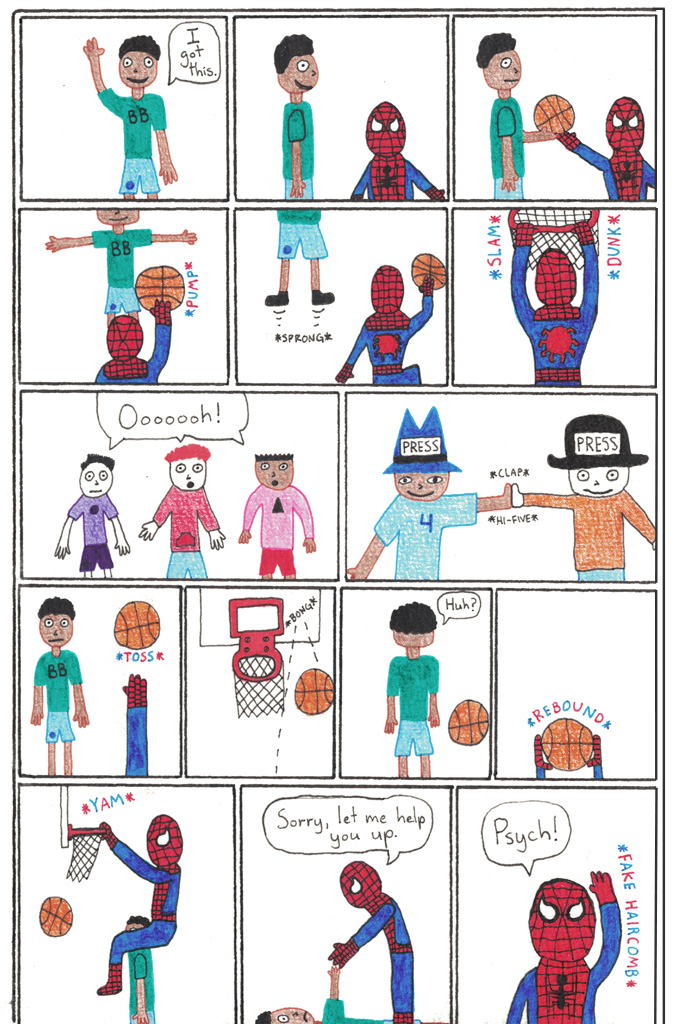 I
got
this.
BB
BB
*PUMP*
*SPRONG*
*SLAM*
*DUNK*
Ooooooh!
PRESS
4
*CLAP*
*HI-FIVE*
PRESS
BB
*TOSS*
*BONG*
Huh?
*REBOUND*
*YAM*
Sorry, let me help
you up.
Psych!
*FAKE HAIRCOMB*